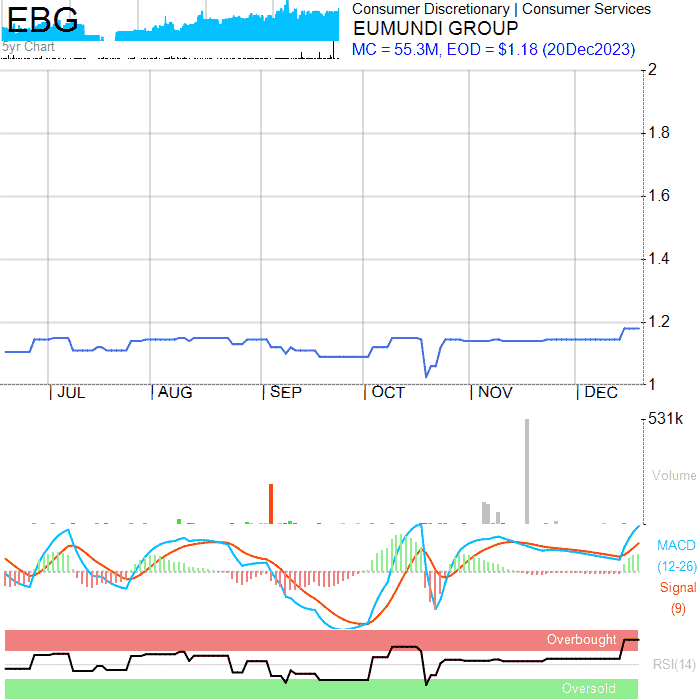 EBG
5yr Chart
Consumer Discretionary | Consumer Services
EUMUNDI GROUP
MC = 55.3M, EOD = $1.18 (20Dec2023)
2
1.8
1.6
1.4
1.2
1
JUL
AUG
SEP
OCT
NOV
DEC
531k
Volume
MACD
(12-26)
Signal
(9)
Overbought
RSI(14)
Oversold